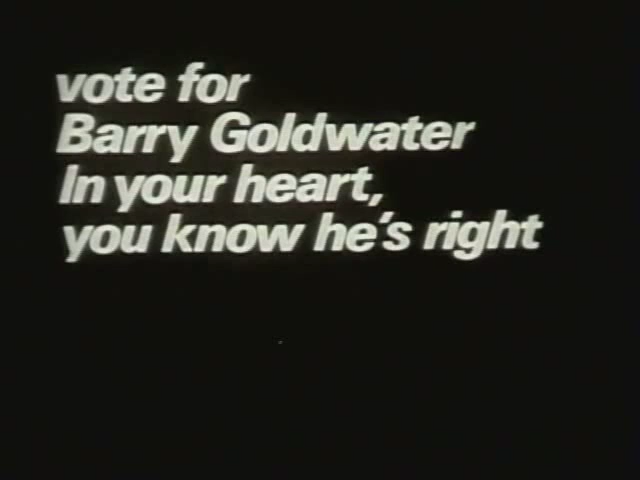 vote for
Barry Goldwater
In your heart,
you know he's right